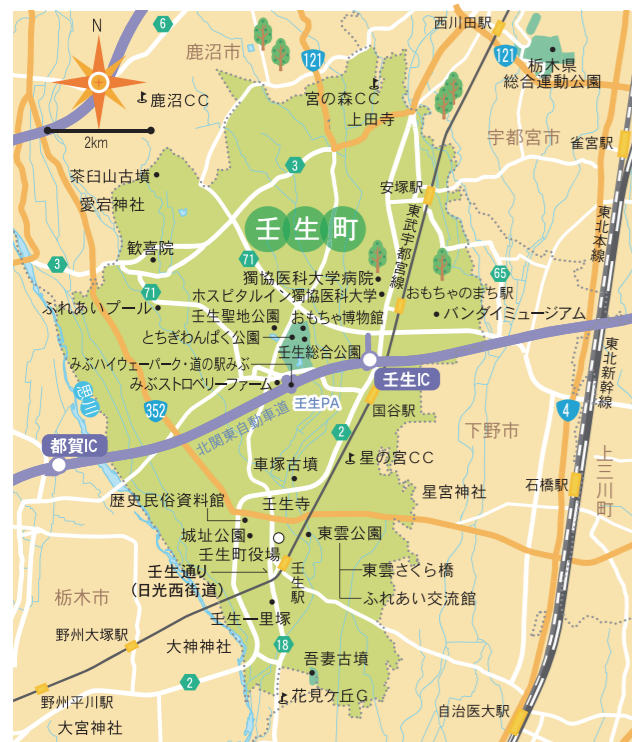 6
西川田駅
N
鹿沼市
121
121
栃木県
総合運動公園
鹿沼CC
宮の森CC
上田寺
2km
宇都宮市
雀宮駅
茶臼山古墳
3
愛宕神社
安塚駅
東武宇都宮線
東北本線
壬生町
歓喜院
3
71
65
71
獨協医科大学病院
ホスピタルイン獨協医科大学
おもちゃのまち駅
ふれあいプール
壬生聖地公園
おもちゃ博物館
バンダイミュージアム
とちぎわんぱく公園
壬生総合公園
みぶハイウェーパーク・道の駅みぶ
みぶストロベリーファーム
壬生IC
東北新幹線
思川
352
壬生PA
国谷駅
4
北関東自動車道
都賀IC
2
下野市
上三川町
星の宮CC
車塚古墳
石橋駅
星宮神社
歴史民俗資料館
壬生寺
城址公園
東雲公園
壬生町役場
壬生通り
(日光西街道)
壬生駅
東雲さくら橋
ふれあい交流館
栃木市
壬生一里塚
野州大塚駅
大神神社
18
吾妻古墳
2
野州平川駅
花見ケ丘G
自治医大駅
大宮神社